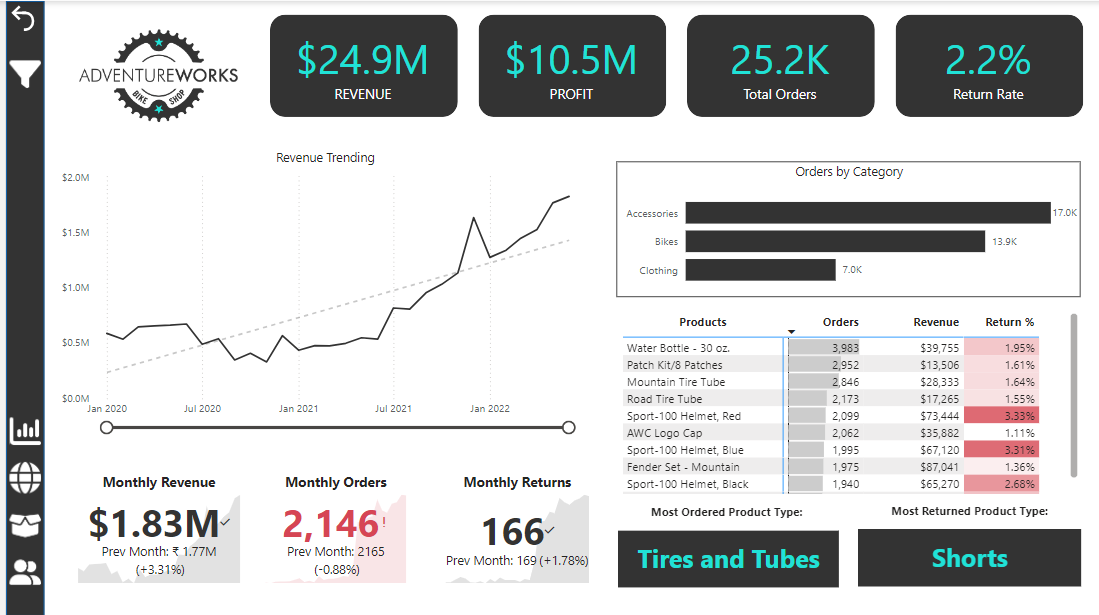 ADVENTUREWORKS
BIKE SHOP
$24.9M
REVENUE
$10.5M
PROFIT
25.2K
Total Orders
2.2%
Return Rate
Revenue Trending
$2.0M
$1.5M
$1.0M
$0.5M
$0.0M
Jan 2020
Jul 2020
Jan 2021
Jul 2021
Jan 2022
Orders by Category
Accessories 17.0K
Bikes 13.9K
Clothing 7.0K
Products Orders Revenue Return %
Water Bottle - 30 oz. 3,983 $39,755 1.95%
Patch Kit/8 Patches 2,952 $13,506 1.61%
Mountain Tire Tube 2,846 $28,333 1.64%
Road Tire Tube 2,173 $17,265 1.55%
Sport-100 Helmet, Red 2,099 $73,444 3.33%
AWC Logo Cap 2,062 $35,882 1.11%
Sport-100 Helmet, Blue 1,995 $67,120 3.31%
Fender Set - Mountain 1,975 $87,041 1.36%
Sport-100 Helmet, Black 1,940 $65,270 2.68%
Monthly Revenue
$1.83M
Prev Month: ₹ 1.77M
(+3.31%)
Monthly Orders
2,146!
Prev Month: 2165
(-0.88%)
Monthly Returns
166
Prev Month: 169 (+1.78%)
Most Ordered Product Type:
Tires and Tubes
Most Returned Product Type:
Shorts